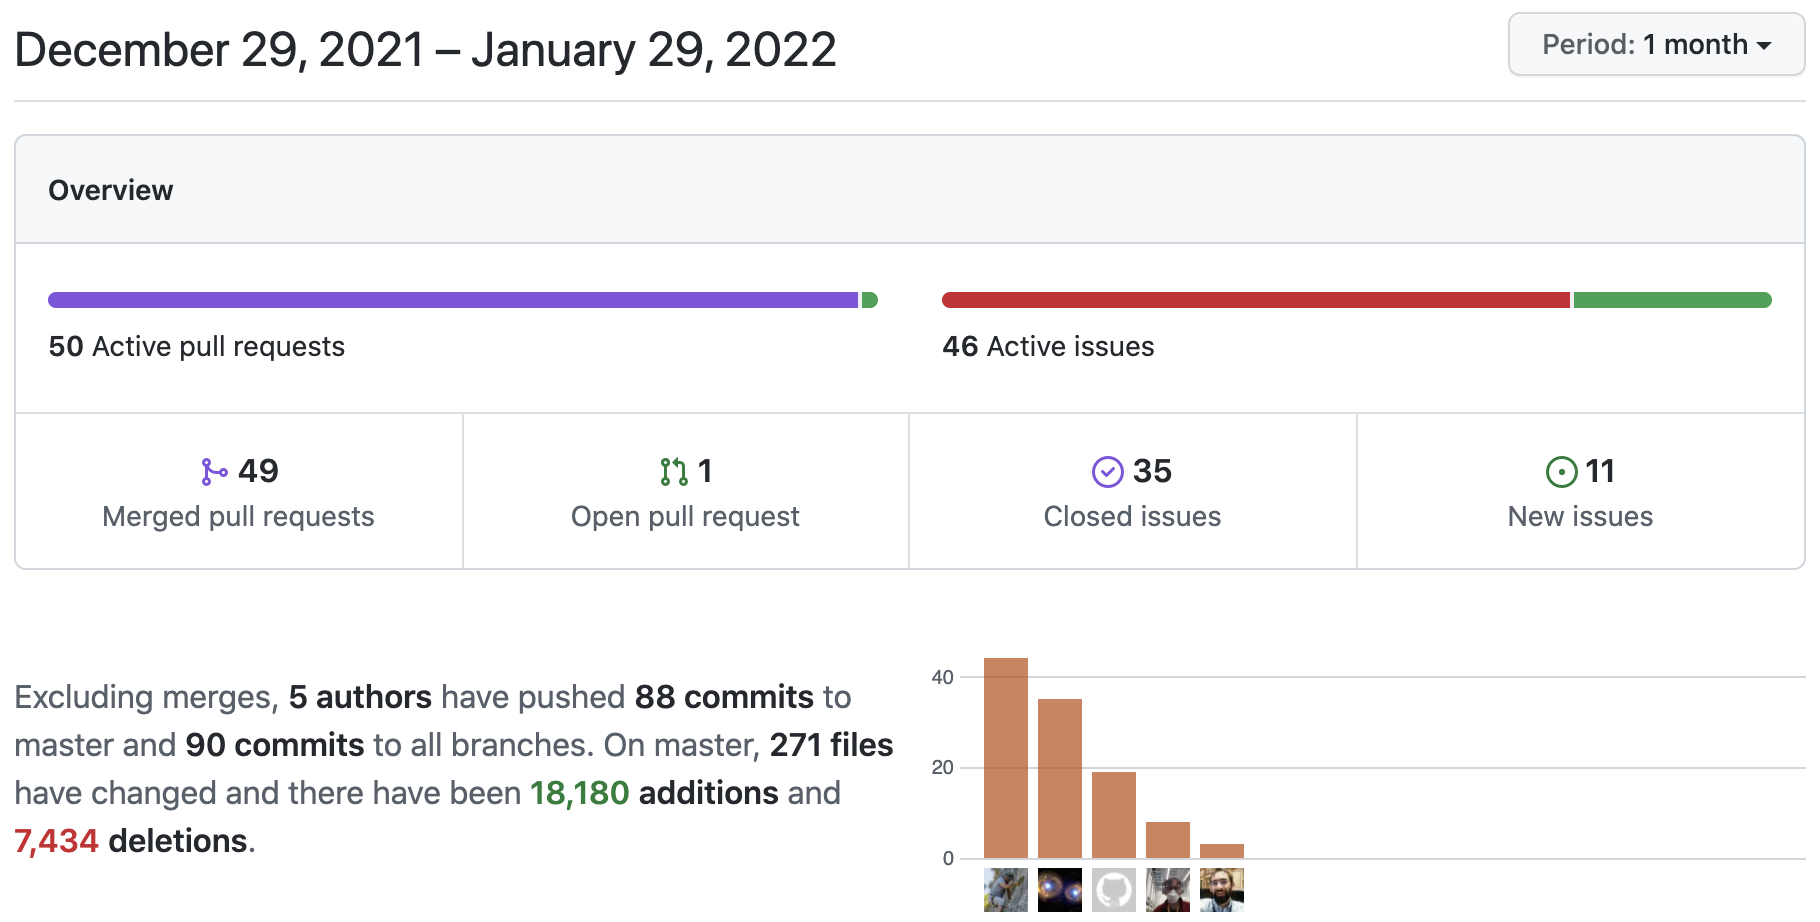 December 29, 2021 – January 29, 2022
Period: 1 month
Overview
50 Active pull requests
46 Active issues
49
Merged pull requests
1
Open pull request
35
Closed issues
11
New issues
Excluding merges, 5 authors have pushed 88 commits to
master and 90 commits to all branches. On master, 271 files
have changed and there have been 18,180 additions and
7,434 deletions.
40
20
0